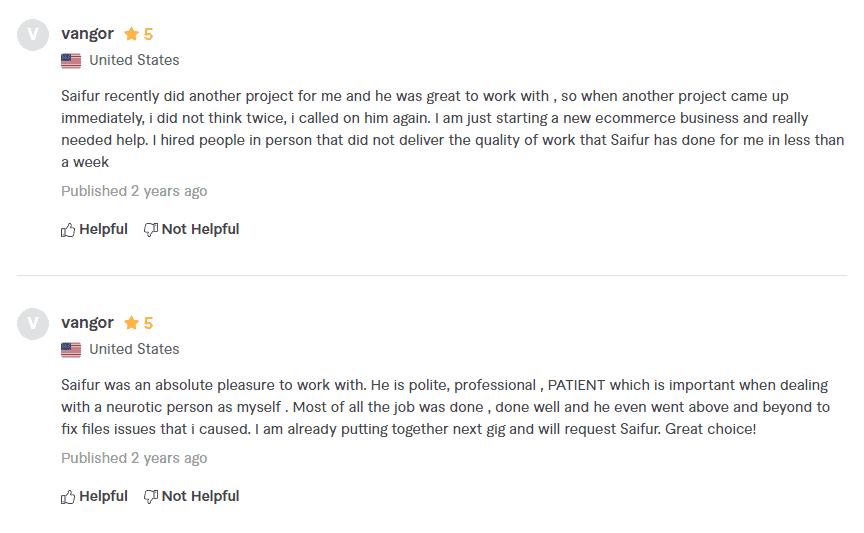 V vangor 5
United States
Saifur recently did another project for me and he was great to work with , so when another project came up
immediately, i did not think twice, i called on him again. I am just starting a new ecommerce business and really
needed help. I hired people in person that did not deliver the quality of work that Saifur has done for me in less than
a week
Published 2 years ago
Helpful Not Helpful
V vangor 5
United States
Saifur was an absolute pleasure to work with. He is polite, professional , PATIENT which is important when dealing
with a neurotic person as myself . Most of all the job was done , done well and he even went above and beyond to
fix files issues that i caused. I am already putting together next gig and will request Saifur. Great choice!
Published 2 years ago
Helpful Not Helpful